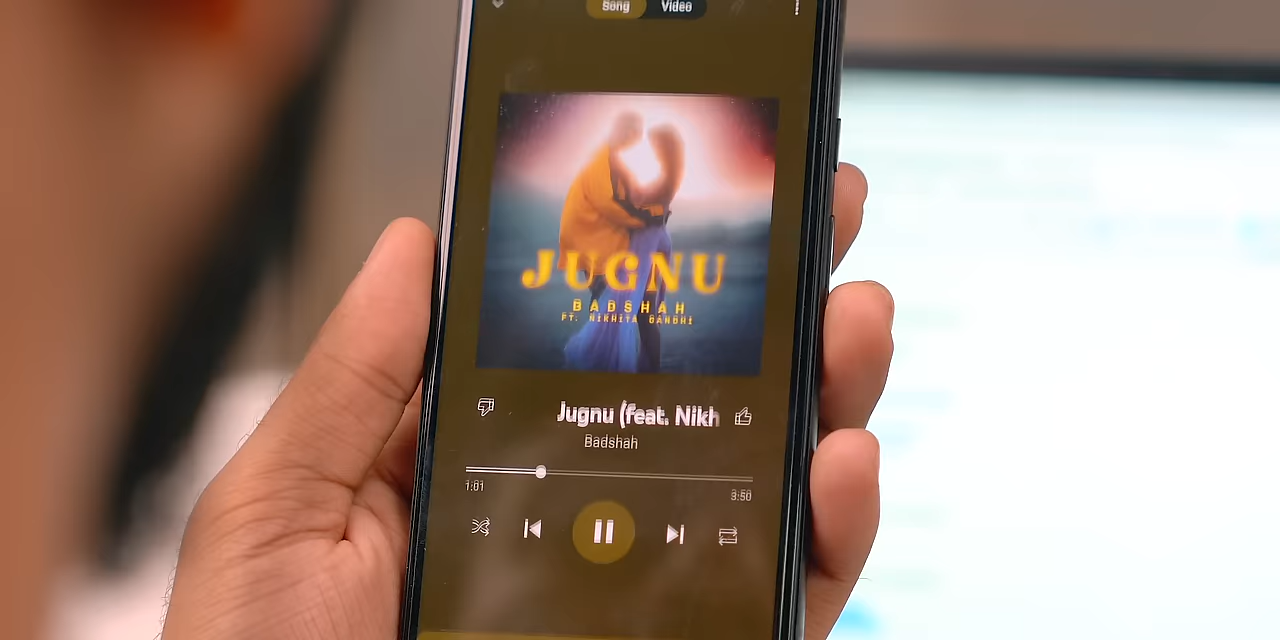 Song Video
JUGNU
BADSHAH
FT. NIKHITA GANDHI
Jugnu (feat. Nikh
Badshah
1:01
3:50